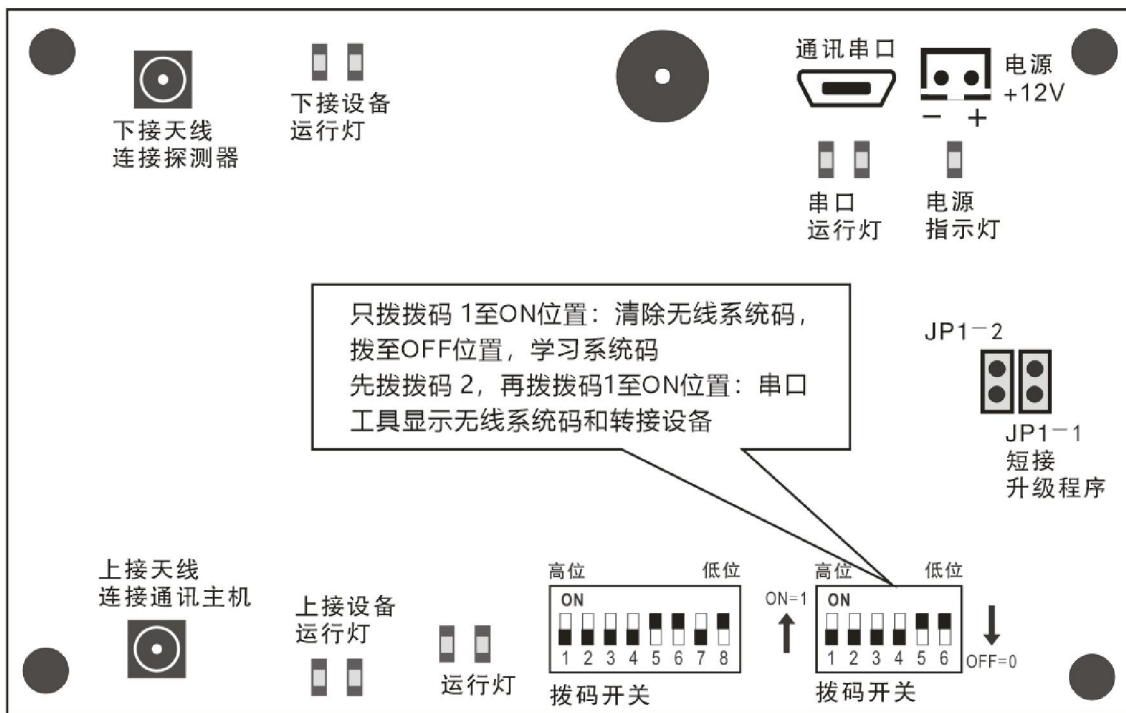 下接天线
连接探测器
下接设备
运行灯
通讯串口
电源
+12V
− +
串口
运行灯
电源
指示灯
只拨拨码 1至ON位置：清除无线系统码，
拨至OFF位置，学习系统码
先拨拨码 2，再拨拨码1至ON位置：串口
工具显示无线系统码和转接设备
JP1-2
JP1-1
短接
升级程序
上接天线
连接通讯主机
上接设备
运行灯
运行灯
高位 低位
ON
1 2 3 4 5 6 7 8
拨码开关
ON=1
高位 低位
ON
1 2 3 4 5 6
OFF=0
拨码开关